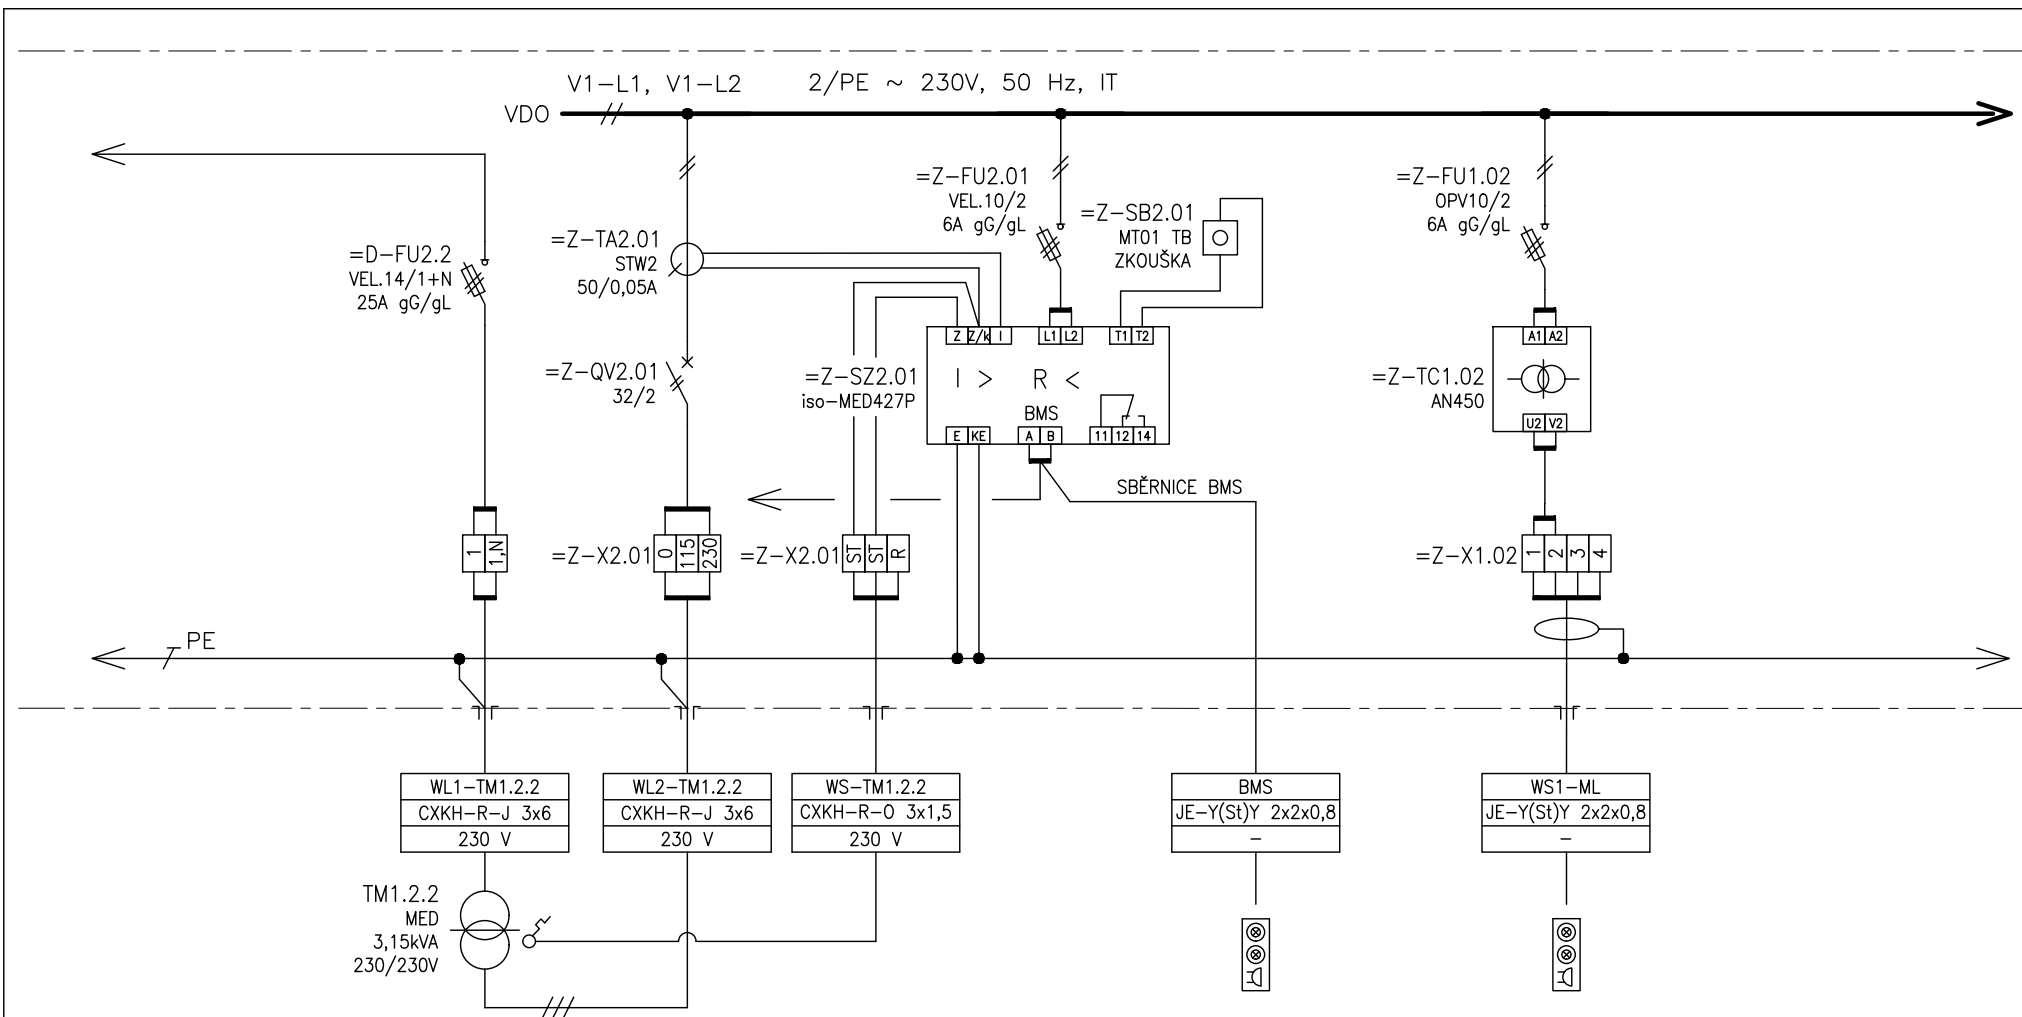 V1-L1, V1-L2
2/PE ~ 230V, 50 Hz, IT
VDO
=D-FU2.2
VEL.14/1+N
25A gG/gL
=Z-TA2.01
STW2
50/0,05A
=Z-QV2.01
32/2
=Z-FU2.01
VEL.10/2
6A gG/gL
=Z-SB2.01
MT01 TB
ZKOUŠKA
=Z-FU1.02
OPV10/2
6A gG/gL
=Z-SZ2.01
iso-MED427P
Z Z/k I L1 L2 T1 T2
I > R <
BMS
E KE A B 11 12 14
A1 A2
=Z-TC1.02
AN450
U2 V2
SBĚRNICE BMS
1 1,N
=Z-X2.01 0 115 230
=Z-X2.01 ST ST R
=Z-X1.02 1 2 3 4
PE
WL1-TM1.2.2
CXKH-R-J 3x6
230 V
WL2-TM1.2.2
CXKH-R-J 3x6
230 V
WS-TM1.2.2
CXKH-R-O 3x1,5
230 V
BMS
JE-Y(St)Y 2x2x0,8
-
WS1-ML
JE-Y(St)Y 2x2x0,8
-
TM1.2.2
MED
3,15kVA
230/230V